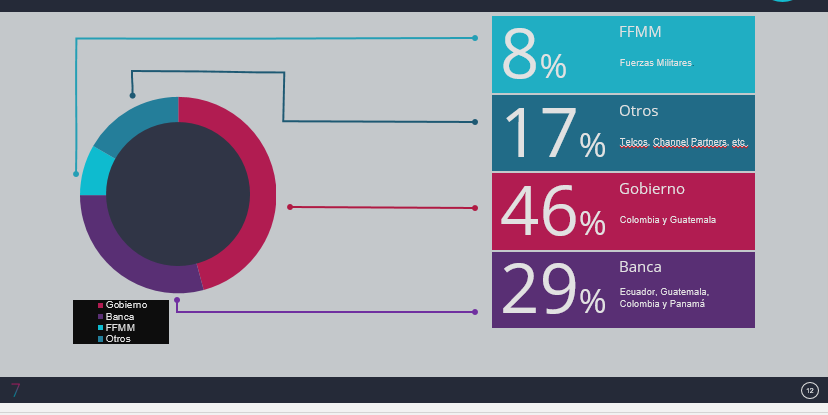 8%
FFMM
Fuerzas Militares
17%
Otros
Telcos, Channel Partners, etc.
46%
Gobierno
Colombia y Guatemala
29%
Banca
Ecuador, Guatemala,
Colombia y Panamá
Gobierno
Banca
FFMM
Otros
7
12